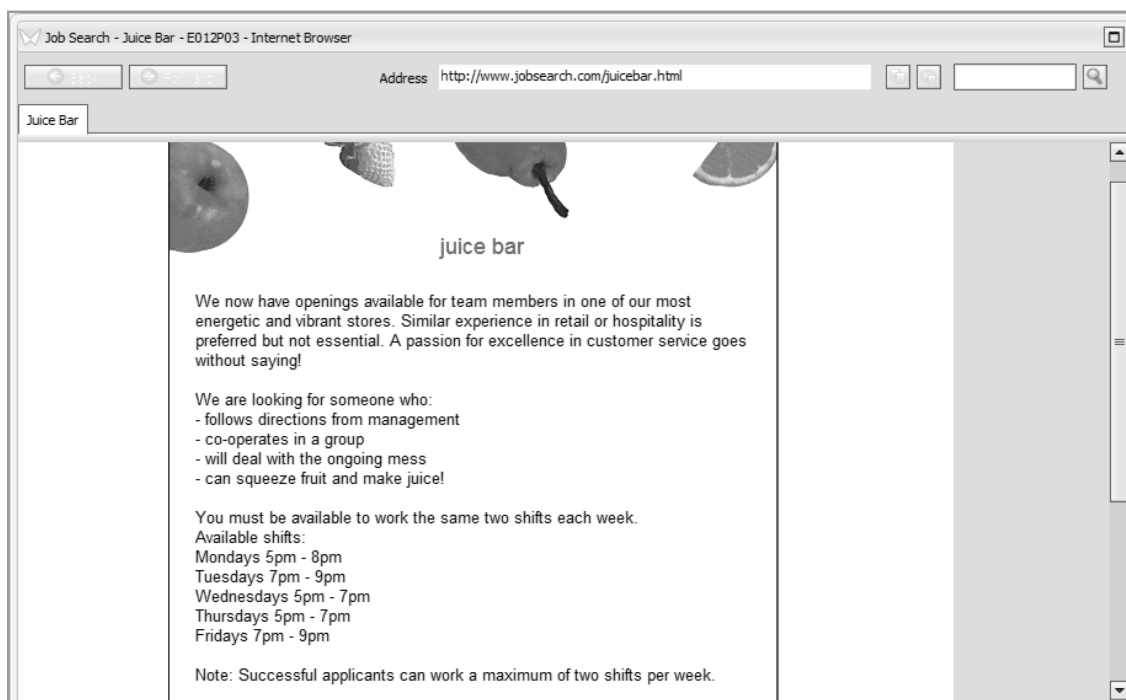 Job Search - Juice Bar - E012P03 - Internet Browser
Back Forward Address http://www.jobsearch.com/juicebar.html
Juice Bar
juice bar
We now have openings available for team members in one of our most
energetic and vibrant stores. Similar experience in retail or hospitality is
preferred but not essential. A passion for excellence in customer service goes
without saying!
We are looking for someone who:
- follows directions from management
- co-operates in a group
- will deal with the ongoing mess
- can squeeze fruit and make juice!
You must be available to work the same two shifts each week.
Available shifts:
Mondays 5pm - 8pm
Tuesdays 7pm - 9pm
Wednesdays 5pm - 7pm
Thursdays 5pm - 7pm
Fridays 7pm - 9pm
Note: Successful applicants can work a maximum of two shifts per week.